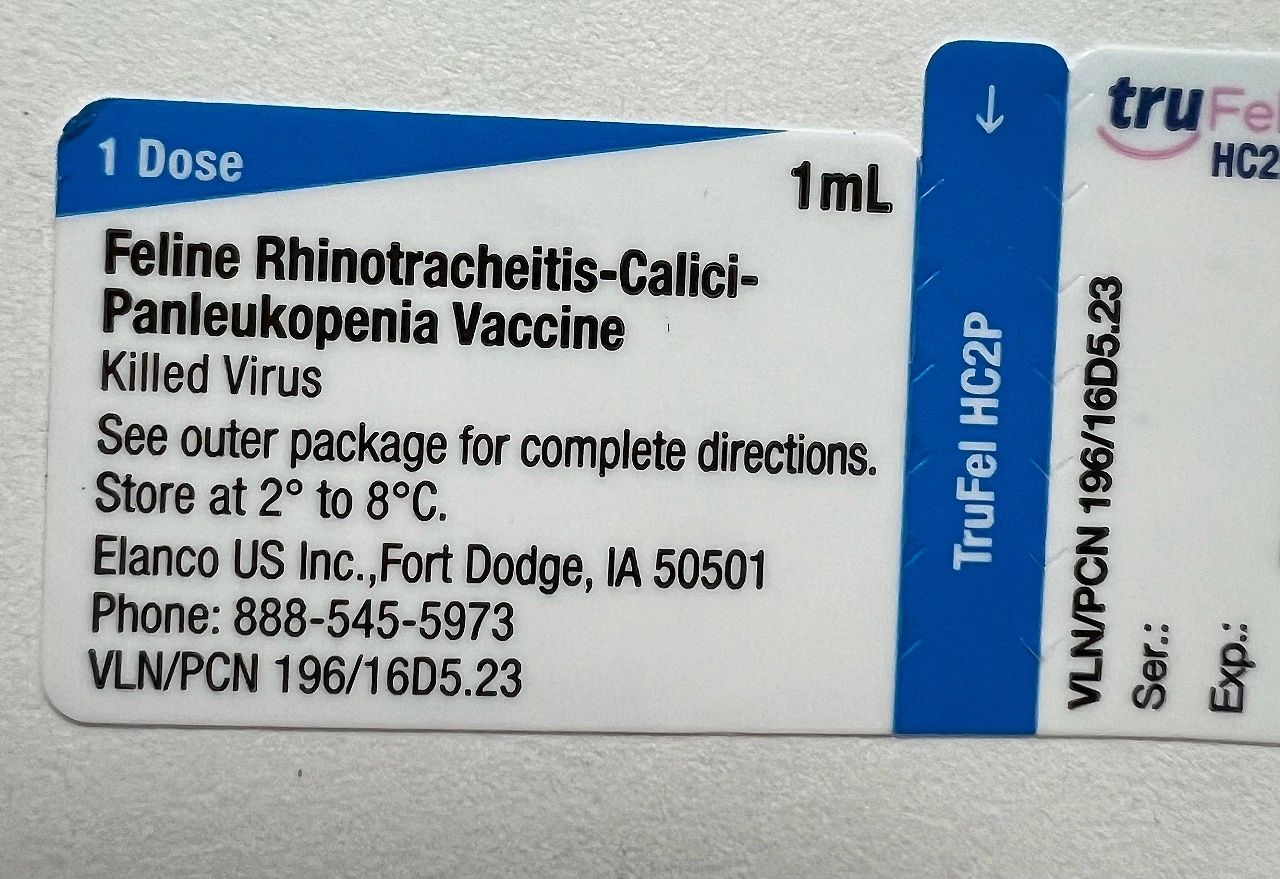 1 Dose
1mL
Feline Rhinotracheitis-Calici-
Panleukopenia Vaccine
Killed Virus
See outer package for complete directions.
Store at 2° to 8°C.
Elanco US Inc.,Fort Dodge, IA 50501
Phone: 888-545-5973
VLN/PCN 196/16D5.23
↓
TruFel HC2P
truFel
HC2
VLN/PCN 196/16D5.23
Ser.:
Exp.: